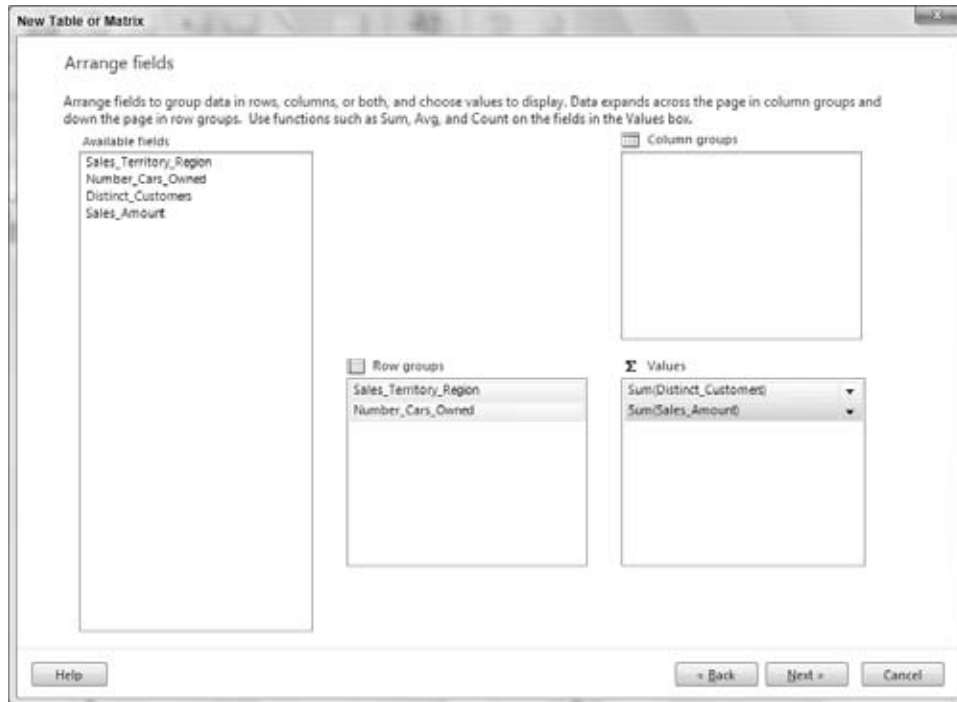 New Table or Matrix
Arrange fields
Arrange fields to group data in rows, columns, or both, and choose values to display. Data expands across the page in column groups and
down the page in row groups. Use functions such as Sum, Avg, and Count on the fields in the Values box.
Available fields
Sales_Territory_Region
Number_Cars_Owned
Distinct_Customers
Sales_Amount
Column groups
Row groups
Sales_Territory_Region
Number_Cars_Owned
Σ Values
Sum(Distinct_Customers)
Sum(Sales_Amount)
Help
< Back
Next >
Cancel